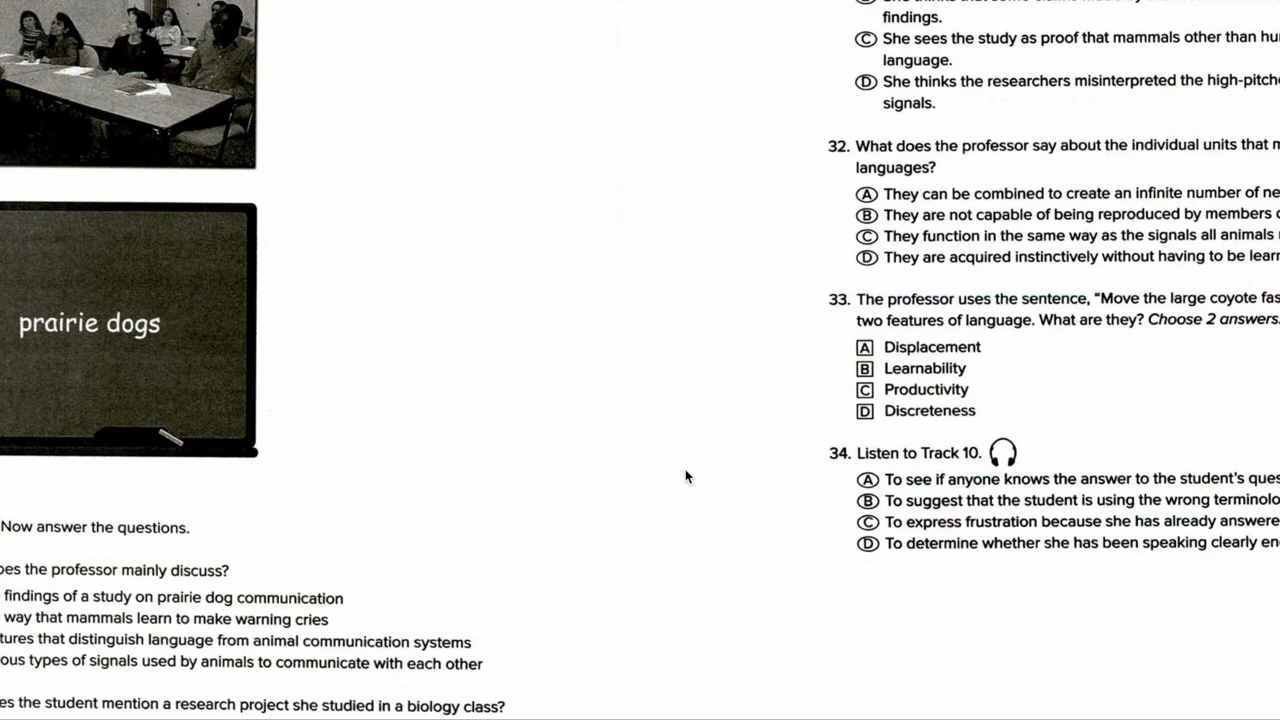 prairie dogs
Now answer the questions.
es the professor mainly discuss?
findings of a study on prairie dog communication
way that mammals learn to make warning cries
tures that distinguish language from animal communication systems
ous types of signals used by animals to communicate with each other
es the student mention a research project she studied in a biology class?
findings.
C She sees the study as proof that mammals other than hu
language.
D She thinks the researchers misinterpreted the high-pitch
signals.
32. What does the professor say about the individual units that m
languages?
A They can be combined to create an infinite number of ne
B They are not capable of being reproduced by members o
C They function in the same way as the signals all animals
D They are acquired instinctively without having to be lear
33. The professor uses the sentence, “Move the large coyote fas
two features of language. What are they? Choose 2 answers.
A Displacement
B Learnability
C Productivity
D Discreteness
34. Listen to Track 10.
A To see if anyone knows the answer to the student's ques
B To suggest that the student is using the wrong terminolo
C To express frustration because she has already answere
D To determine whether she has been speaking clearly en